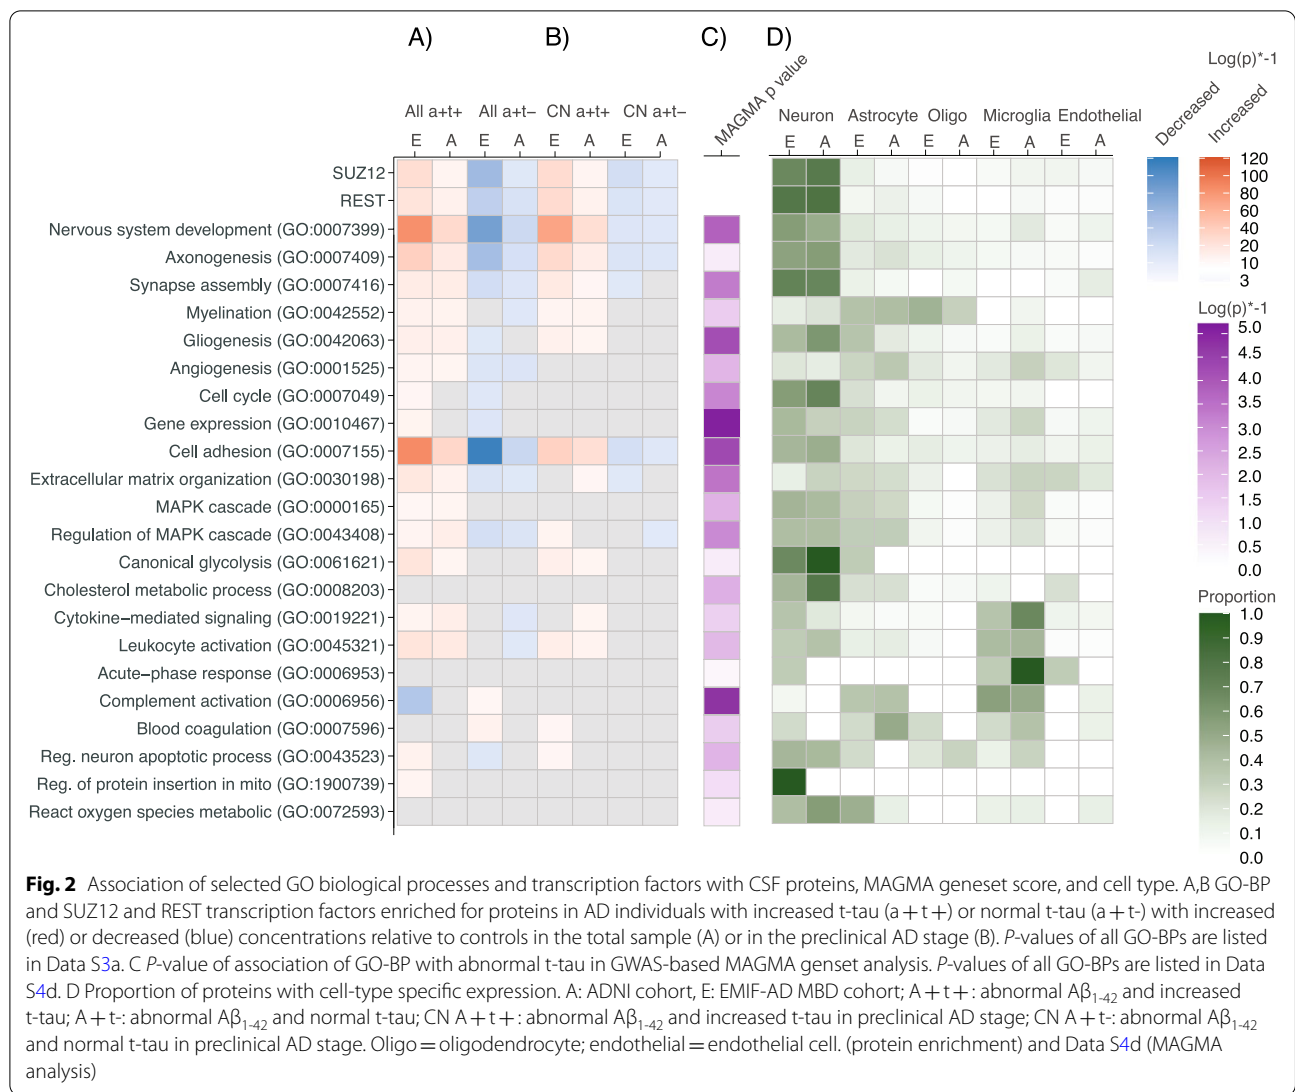 A) B) C) D)
Log(p)*-1
Decreased Increased
MAGMA p value
All a+t+ All a+t− CN a+t+ CN a+t−
Neuron Astrocyte Oligo Microglia Endothelial
E A E A E A E A
E A E A E A E A E A
SUZ12
REST
Nervous system development (GO:0007399)
Axonogenesis (GO:0007409)
Synapse assembly (GO:0007416)
Myelination (GO:0042552)
Gliogenesis (GO:0042063)
Angiogenesis (GO:0001525)
Cell cycle (GO:0007049)
Gene expression (GO:0010467)
Cell adhesion (GO:0007155)
Extracellular matrix organization (GO:0030198)
MAPK cascade (GO:0000165)
Regulation of MAPK cascade (GO:0043408)
Canonical glycolysis (GO:0061621)
Cholesterol metabolic process (GO:0008203)
Cytokine−mediated signaling (GO:0019221)
Leukocyte activation (GO:0045321)
Acute−phase response (GO:0006953)
Complement activation (GO:0006956)
Blood coagulation (GO:0007596)
Reg. neuron apoptotic process (GO:0043523)
Reg. of protein insertion in mito (GO:1900739)
React oxygen species metabolic (GO:0072593)
120
100
80
60
40
20
10
3
Log(p)*-1
5.0
4.5
4.0
3.5
3.0
2.5
2.0
1.5
1.0
0.5
0.0
Proportion
1.0
0.9
0.8
0.7
0.6
0.5
0.4
0.3
0.2
0.1
0.0
Fig. 2 Association of selected GO biological processes and transcription factors with CSF proteins, MAGMA geneset score, and cell type. A,B GO-BP
and SUZ12 and REST transcription factors enriched for proteins in AD individuals with increased t-tau (a + t +) or normal t-tau (a + t-) with increased
(red) or decreased (blue) concentrations relative to controls in the total sample (A) or in the preclinical AD stage (B). P-values of all GO-BPs are listed
in Data S3a. C P-value of association of GO-BP with abnormal t-tau in GWAS-based MAGMA genset analysis. P-values of all GO-BPs are listed in Data
S4d. D Proportion of proteins with cell-type specific expression. A: ADNI cohort, E: EMIF-AD MBD cohort; A + t +: abnormal Aβ1-42 and increased
t-tau; A + t-: abnormal Aβ1-42 and normal t-tau; CN A + t +: abnormal Aβ1-42 and increased t-tau in preclinical AD stage; CN A + t-: abnormal Aβ1-42
and normal t-tau in preclinical AD stage. Oligo = oligodendrocyte; endothelial = endothelial cell. (protein enrichment) and Data S4d (MAGMA
analysis)